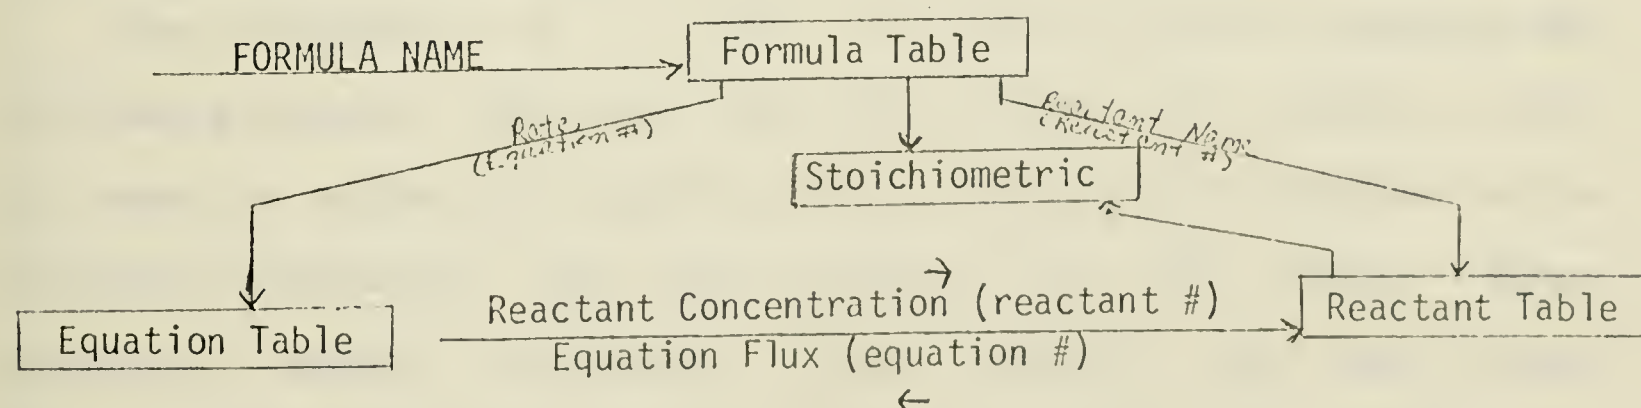 FORMULA NAME
Formula Table
Rate
(Equation #)
Reactant Name
(Reactant #)
Stoichiometric
→
Reactant Concentration (reactant #)
Reactant Table
Equation Table
Equation Flux (equation #)
←